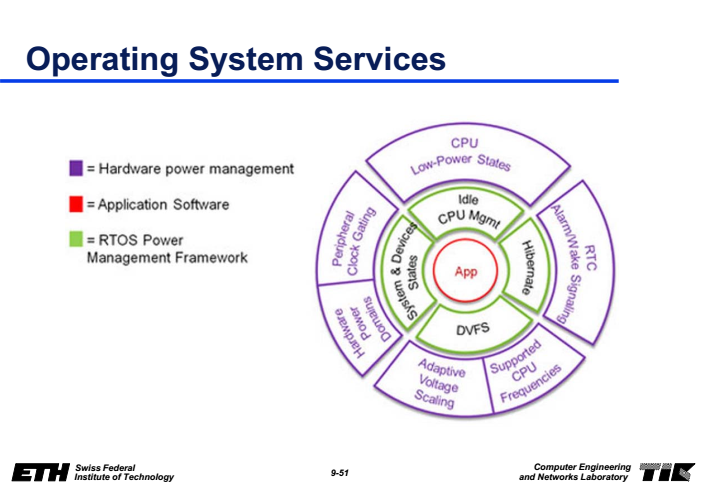 Operating System Services
= Hardware power management
= Application Software
= RTOS Power
Management Framework
CPU
Low-Power States
Idle
CPU Mgmt
Peripheral
Clock Gating
System & Devices
States
App
Hibernate
RTC
Alarm/Wake Signaling
Hardware
Power
Domains
DVFS
Adaptive
Voltage
Scaling
Supported
CPU
Frequencies
ETH
Swiss Federal
Institute of Technology
9-51
Computer Engineering
and Networks Laboratory
TIK